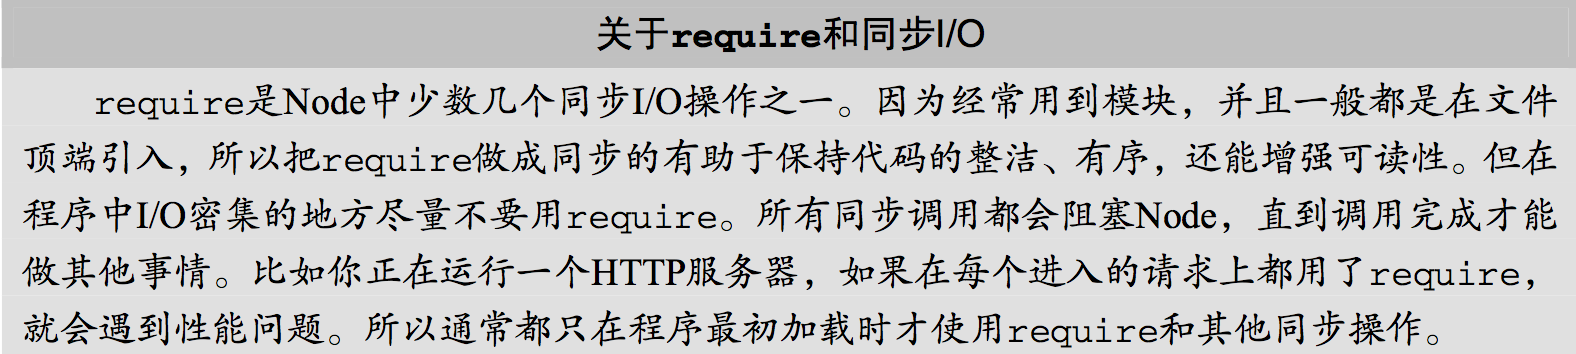 关于require和同步I/O
require是Node中少数几个同步I/O操作之一。因为经常用到模块，并且一般都是在文件
顶端引入，所以把require做成同步的有助于保持代码的整洁、有序，还能增强可读性。但在
程序中I/O密集的地方尽量不要用require。所有同步调用都会阻塞Node，直到调用完成才能
做其他事情。比如你正在运行一个HTTP服务器，如果在每个进入的请求上都用了require，
就会遇到性能问题。所以通常都只在程序最初加载时才使用require和其他同步操作。